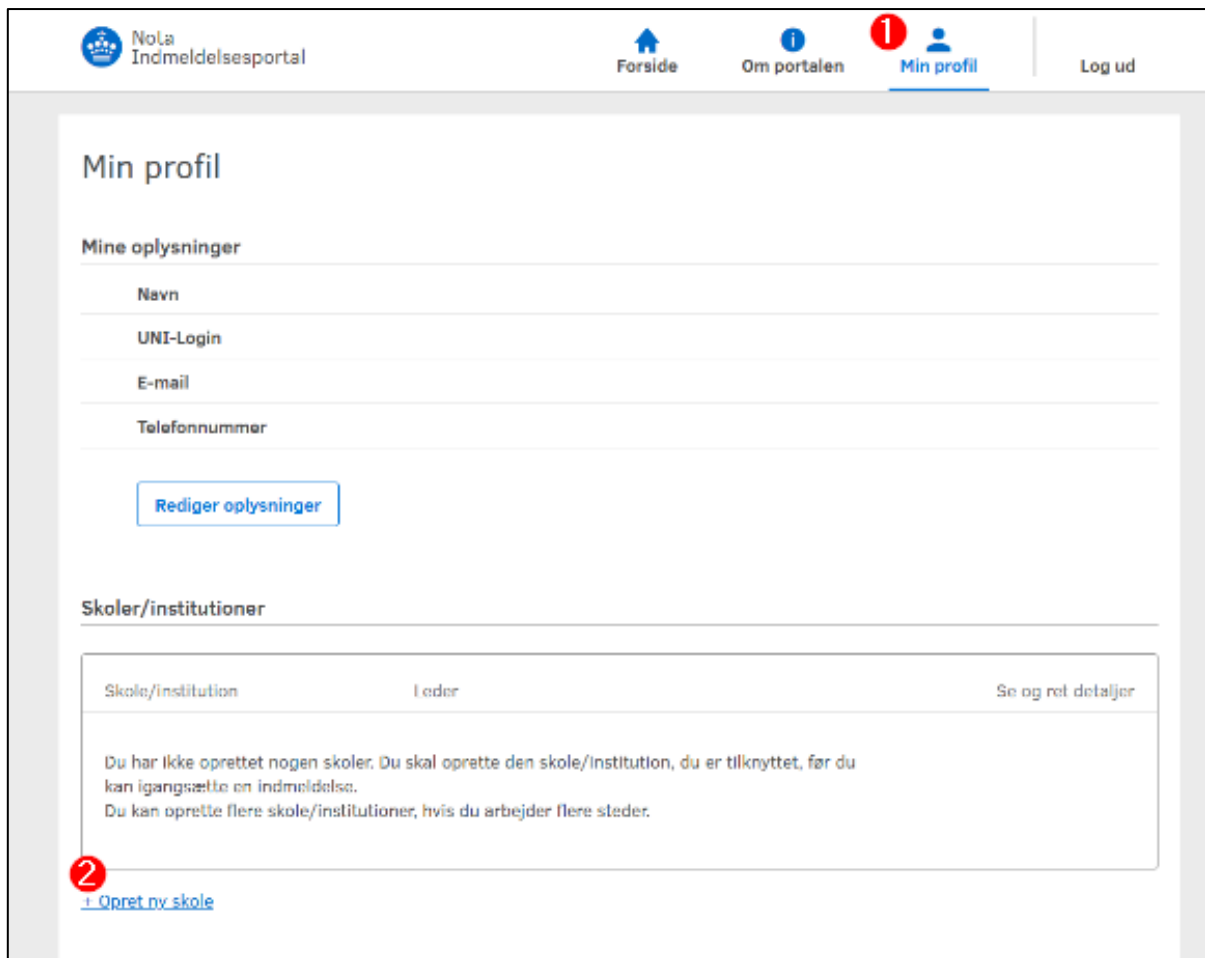 NoLa
Indmeldelsesportal
Forside
Om portalen
1
Min profil
Log ud
Min profil
Mine oplysninger
Navn
UNI-Login
E-mail
Telefonnummer
Rediger oplysninger
Skoler/institutioner
Skole/institution Leder Se og ret detaljer
Du har ikke oprettet nogen skoler. Du skal oprette den skole/institution, du er tilknyttet, før du
kan igangsætte en indmeldelse.
Du kan oprette flere skole/institutioner, hvis du arbejder flere steder.
2
+ Opret ny skole